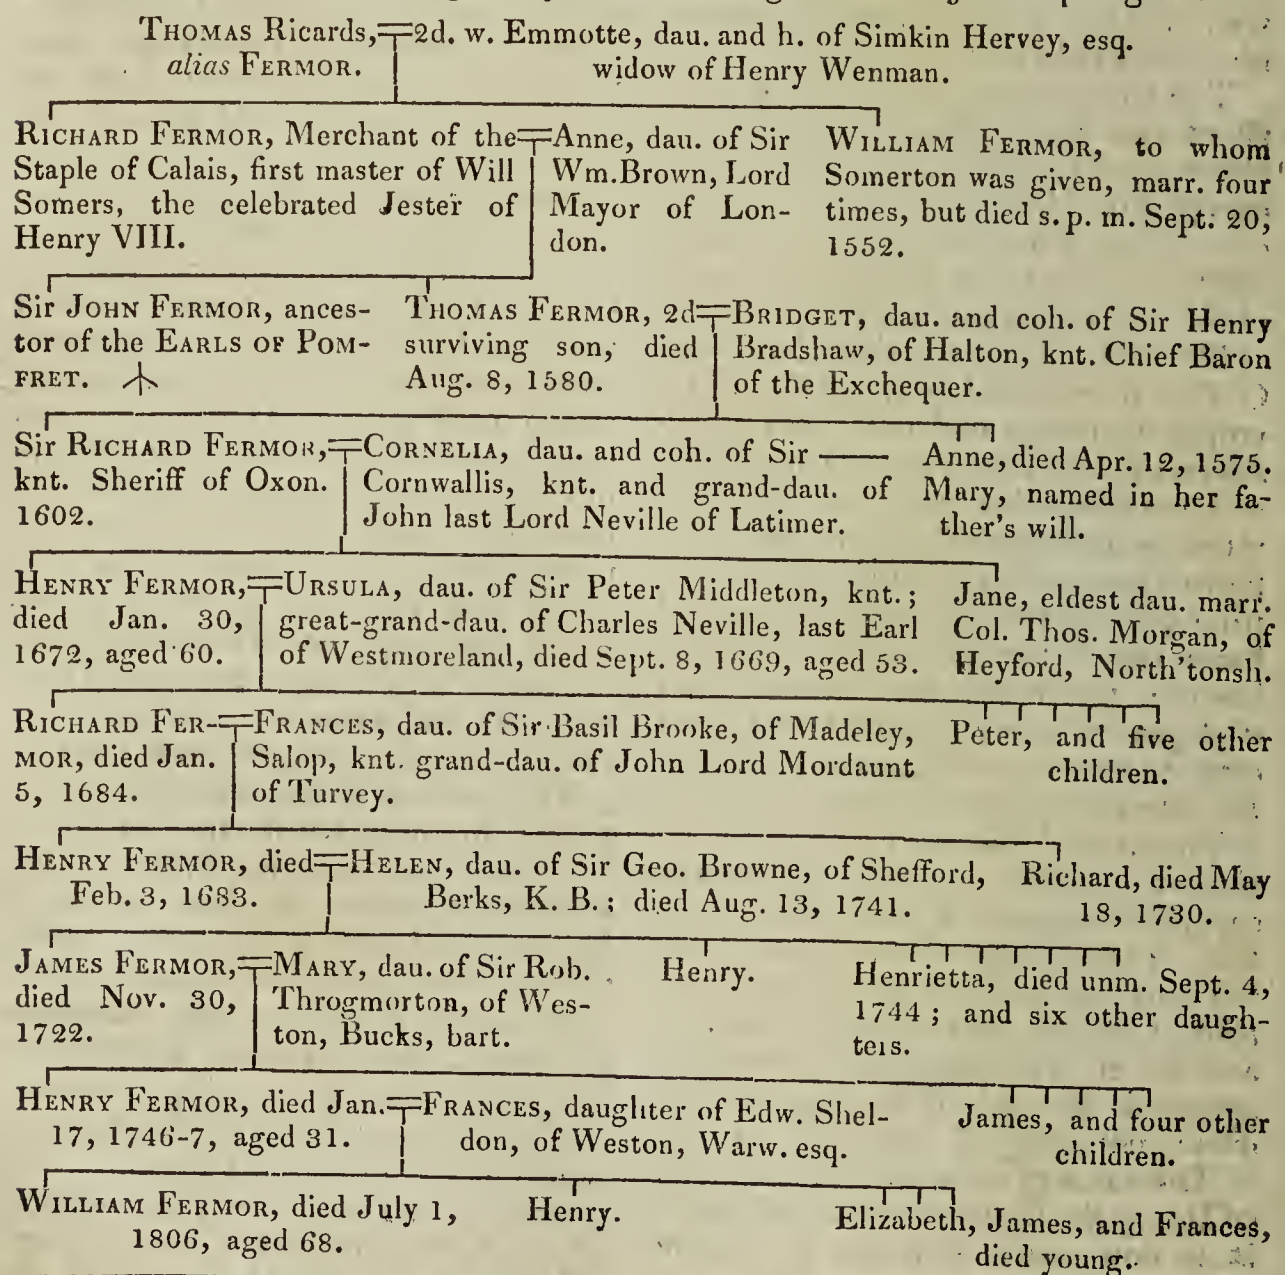 THOMAS Ricards, 2d. w. Emmotte, dau. and h. of Simkin Hervey, esq.
alias FERMOR. widow of Henry Wenman.
RICHARD FERMOR, Merchant of the
Staple of Calais, first master of Will
Somers, the celebrated Jester of
Henry VIII.
Anne, dau. of Sir
Wm. Brown, Lord
Mayor of Lon-
don.
WILLIAM FERMOR, to whom
Somerton was given, marr. four
times, but died s. p. m. Sept. 20,
1552.
Sir JOHN FERMOR, ances-
tor of the EARLS OF POM-
FRET.
THOMAS FERMOR, 2d
surviving son, died
Aug. 8, 1580.
BRIDGET, dau. and coh. of Sir Henry
Bradshaw, of Halton, knt. Chief Baron
of the Exchequer.
Sir RICHARD FERMOR,
knt. Sheriff of Oxon.
1602.
CORNELIA, dau. and coh. of Sir ——
Cornwallis, knt. and grand-dau. of
John last Lord Neville of Latimer.
Anne, died Apr. 12, 1575.
Mary, named in her fa-
ther's will.
HENRY FERMOR,
died Jan. 30,
1672, aged 60.
URSULA, dau. of Sir Peter Middleton, knt.;
great-grand-dau. of Charles Neville, last Earl
of Westmoreland, died Sept. 8, 1669, aged 53.
Jane, eldest dau. marr.
Col. Thos. Morgan, of
Heyford, North'tonsh.
RICHARD FER-
MOR, died Jan.
5, 1684.
FRANCES, dau. of Sir Basil Brooke, of Madeley,
Salop, knt. grand-dau. of John Lord Mordaunt
of Turvey.
Peter, and five other
children.
HENRY FERMOR, died
Feb. 3, 1683.
HELEN, dau. of Sir Geo. Browne, of Shefford,
Berks, K. B.; died Aug. 13, 1741.
Richard, died May
18, 1730.
JAMES FERMOR,
died Nov. 30,
1722.
MARY, dau. of Sir Rob.
Throgmorton, of Wes-
ton, Bucks, bart.
Henry.
Henrietta, died unm. Sept. 4,
1744; and six other daugh-
ters.
HENRY FERMOR, died Jan.
17, 1746-7, aged 31.
FRANCES, daughter of Edw. Shel-
don, of Weston, Warw. esq.
James, and four other
children.
WILLIAM FERMOR, died July 1,
1806, aged 68.
Henry.
Elizabeth, James, and Frances,
died young.